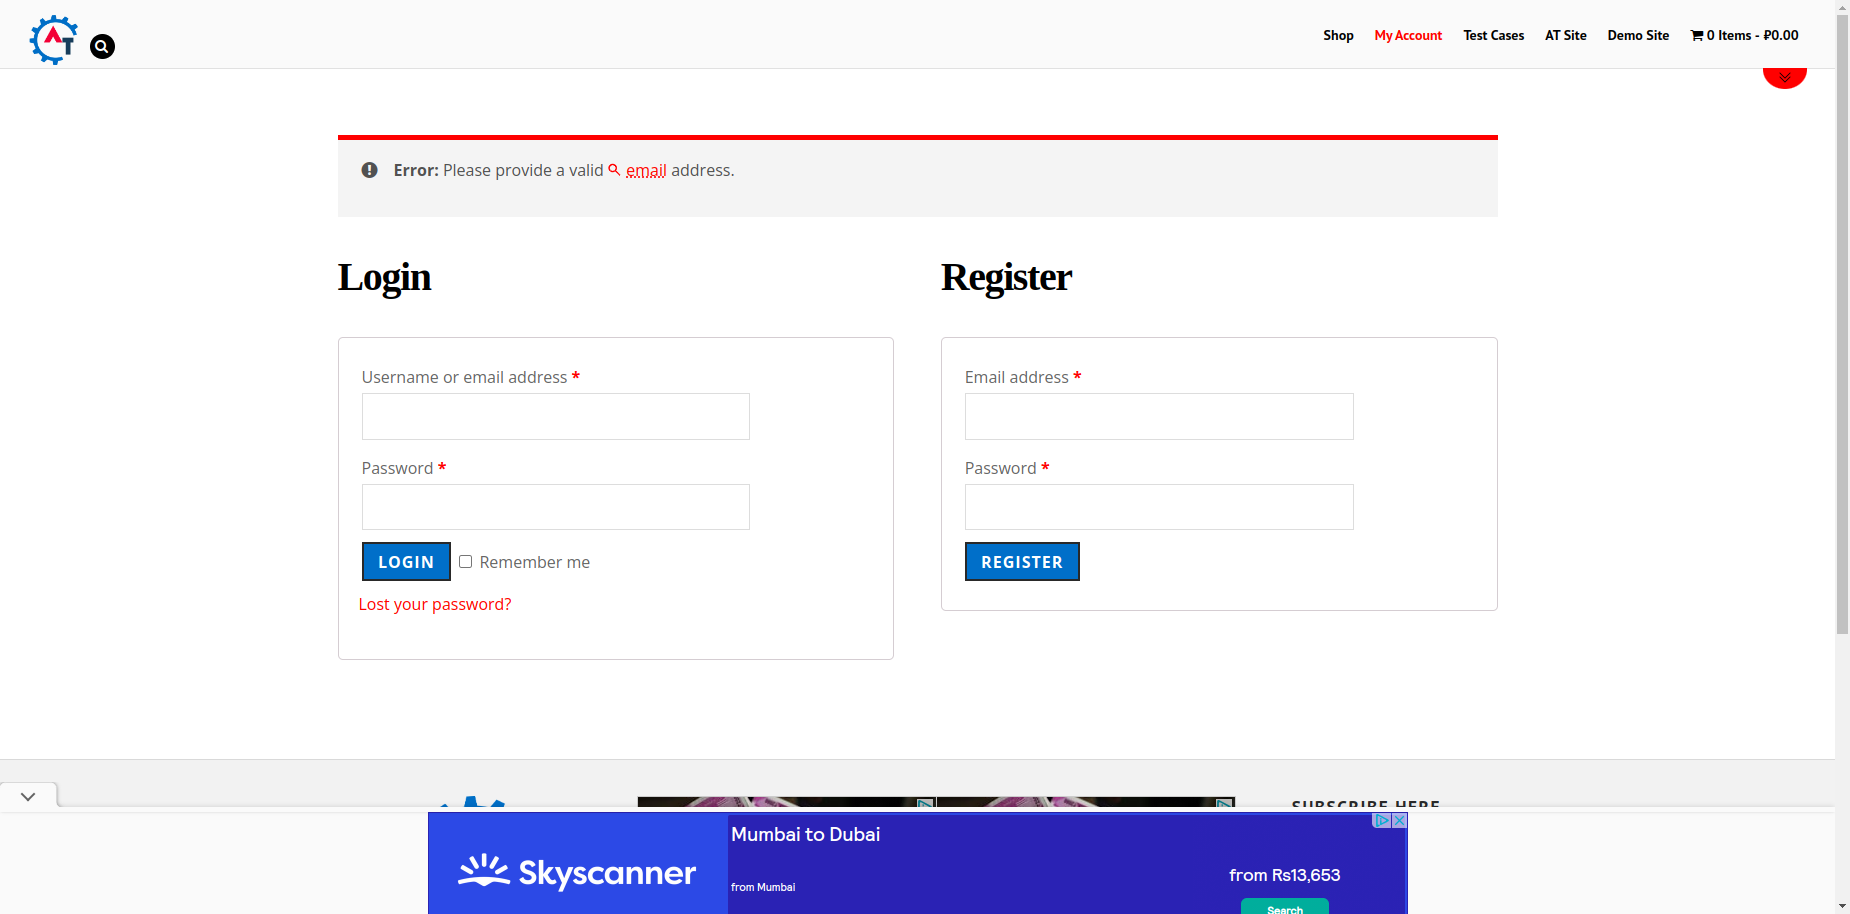 AT
Shop My Account Test Cases AT Site Demo Site 0 Items - ₽0.00
Error: Please provide a valid email address.
Login
Register
Username or email address *
Password *
LOGIN Remember me
Lost your password?
Email address *
Password *
REGISTER
SUBSCRIBE HERE
Skyscanner
Mumbai to Dubai
from Mumbai
from Rs13,653
Search